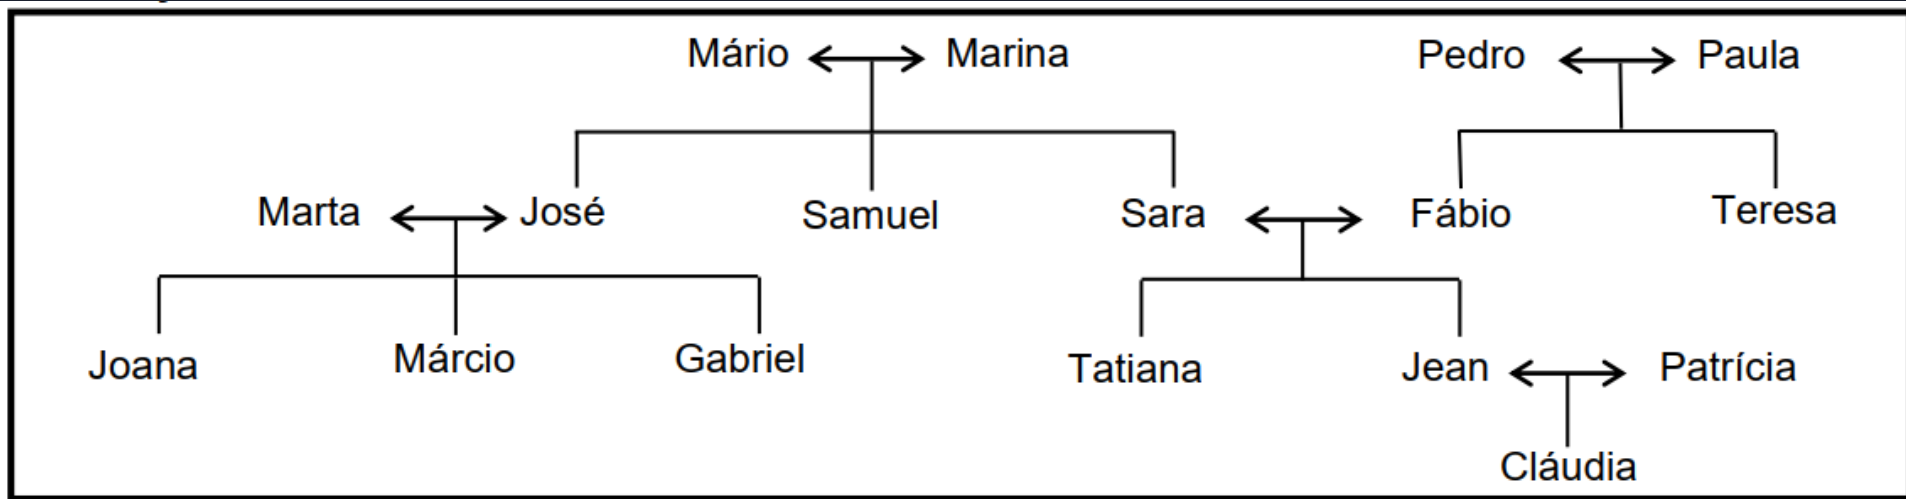 Mário Marina Pedro Paula
Marta José Samuel Sara Fábio Teresa
Joana Márcio Gabriel Tatiana Jean Patrícia
Cláudia